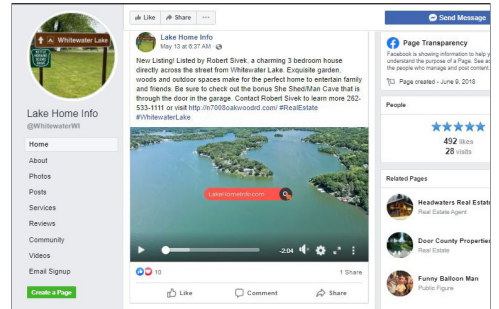 Whitewater Lake
Lake Home Info
@WhitewaterWI
Home
About
Photos
Posts
Services
Reviews
Community
Videos
Email Signup
Create a Page
Like
Share
Lake Home Info
May 13 at 6:37 AM
New Listing! Listed by Robert Sivek, a charming 3 bedroom house
directly across the street from Whitewater Lake. Exquisite garden,
woods and outdoor spaces make for the perfect home to entertain family
and friends. Be sure to check out the bonus She Shed/Man Cave that is
through the door in the garage. Contact Robert Sivek to learn more 262-
533-1111 or visit http://n7008oakwoodrd.com/ #RealEstate
#WhitewaterLake
LakeHomeInfo.com
-2:04
10
1 Share
Like
Comment
Share
Send Message
Page Transparency
Facebook is showing information to help y
understand the purpose of a Page. See ac
the people who manage and post content.
Page created - June 9, 2018
People
492 likes
28 visits
Related Pages
Headwaters Real Estate
Real Estate Agent
Door County Properties
Real Estate
Funny Balloon Man
Public Figure